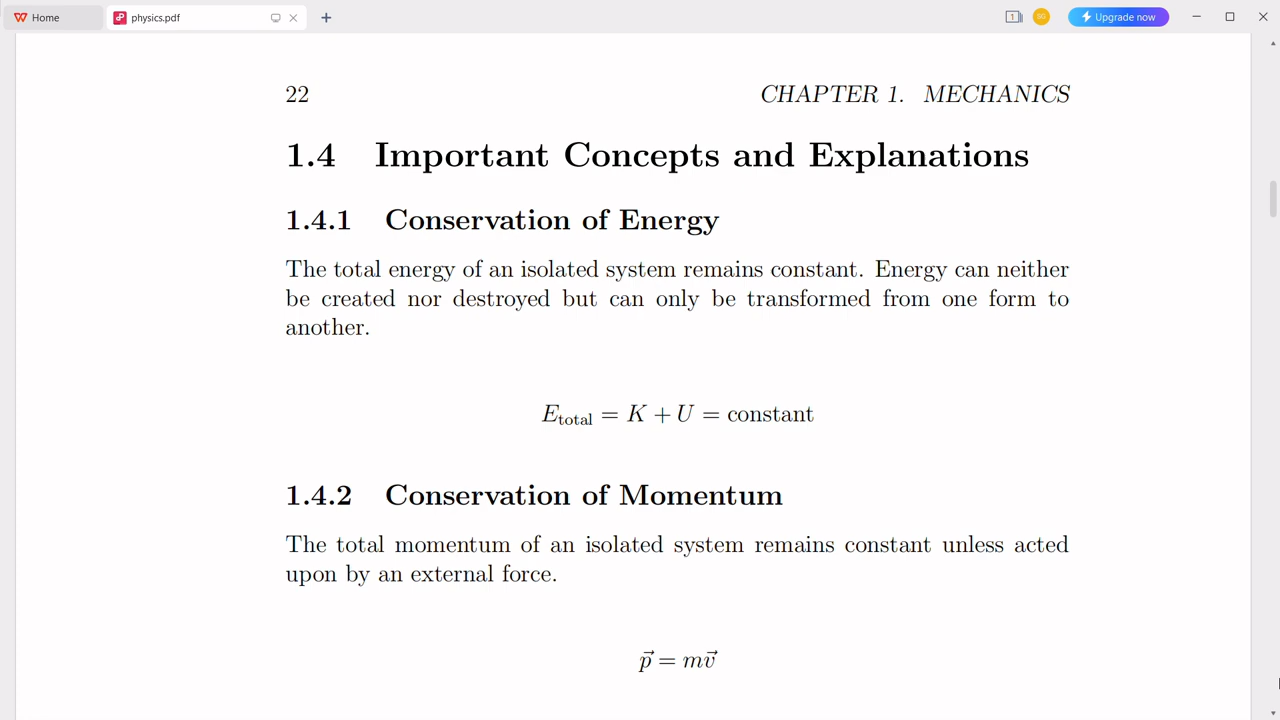 Home
physics.pdf
1
SG
Upgrade now
22 CHAPTER 1. MECHANICS
1.4 Important Concepts and Explanations
1.4.1 Conservation of Energy
The total energy of an isolated system remains constant. Energy can neither
be created nor destroyed but can only be transformed from one form to
another.
E_total = K + U = constant
1.4.2 Conservation of Momentum
The total momentum of an isolated system remains constant unless acted
upon by an external force.
p⃗ = mv⃗